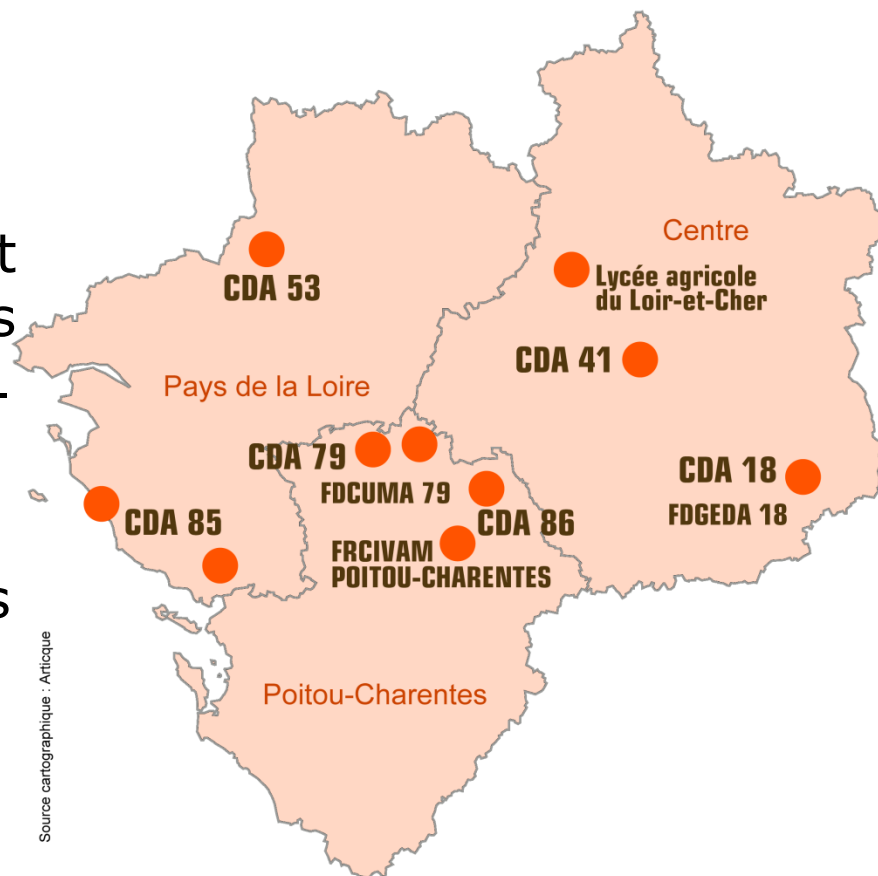 t
s
-
s
Centre
Lycée agricole
du Loir-et-Cher
CDA 53
CDA 41
Pays de la Loire
CDA 79
FDCUMA 79
CDA 18
FDGEDA 18
CDA 85
CDA 86
FRCIVAM
POITOU-CHARENTES
Poitou-Charentes
Source cartographique : Articque